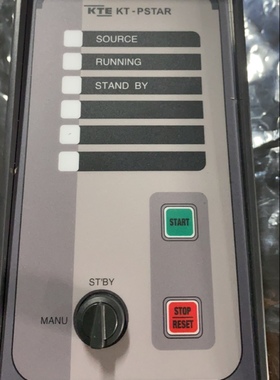 KTE KT-PSTAR
SOURCE
RUNNING
STAND BY
START
ST'BY
MANU
STOP
RESET